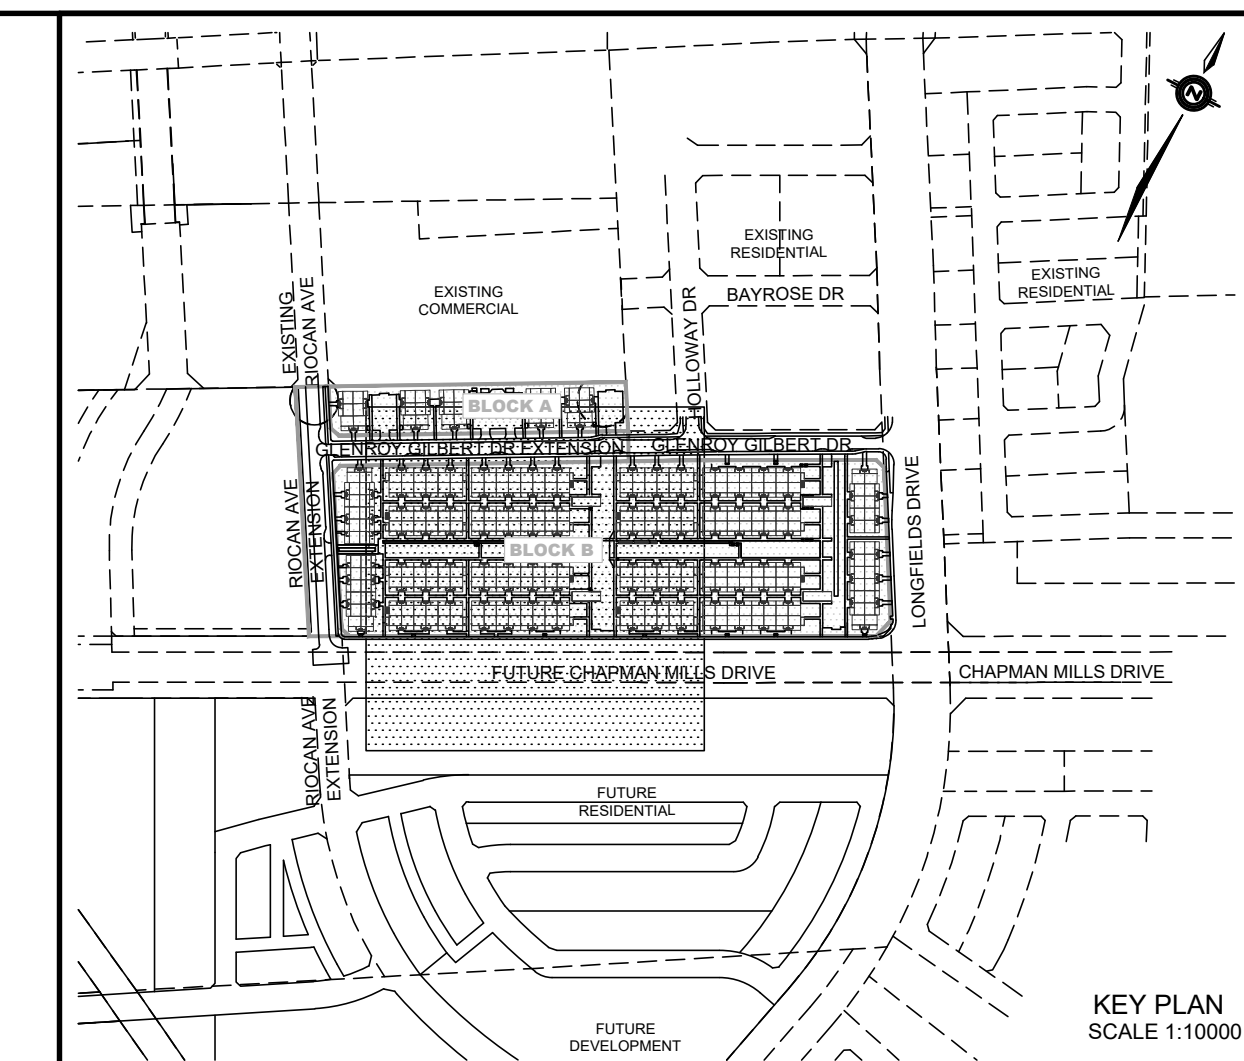 N
EXISTING
RESIDENTIAL
EXISTING
COMMERCIAL
BAYROSE DR
EXISTING
RESIDENTIAL
EXISTING
RIOCAN AVE
HOLLOWAY DR
BLOCK A
GLENROY GILBERT DR EXTENSION
GLENROY GILBERT DR
RIOCAN AVE
EXTENSION
BLOCK B
LONGFIELDS DRIVE
FUTURE CHAPMAN MILLS DRIVE
CHAPMAN MILLS DRIVE
RIOCAN AVE
EXTENSION
FUTURE
RESIDENTIAL
FUTURE
DEVELOPMENT
KEY PLAN
SCALE 1:10000